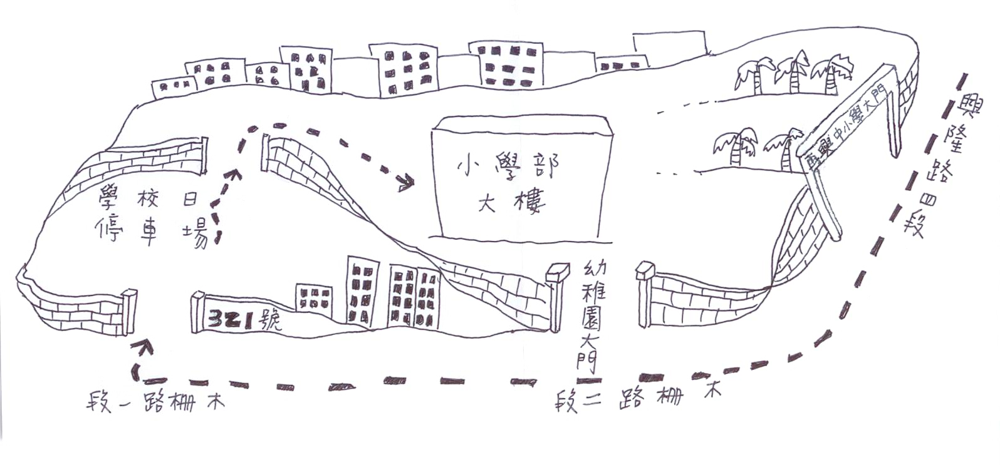 再興中小學大門
興隆路四段
小學部
大樓
學校日
停車場
幼稚園大門
321號
木柵路一段
木柵路二段